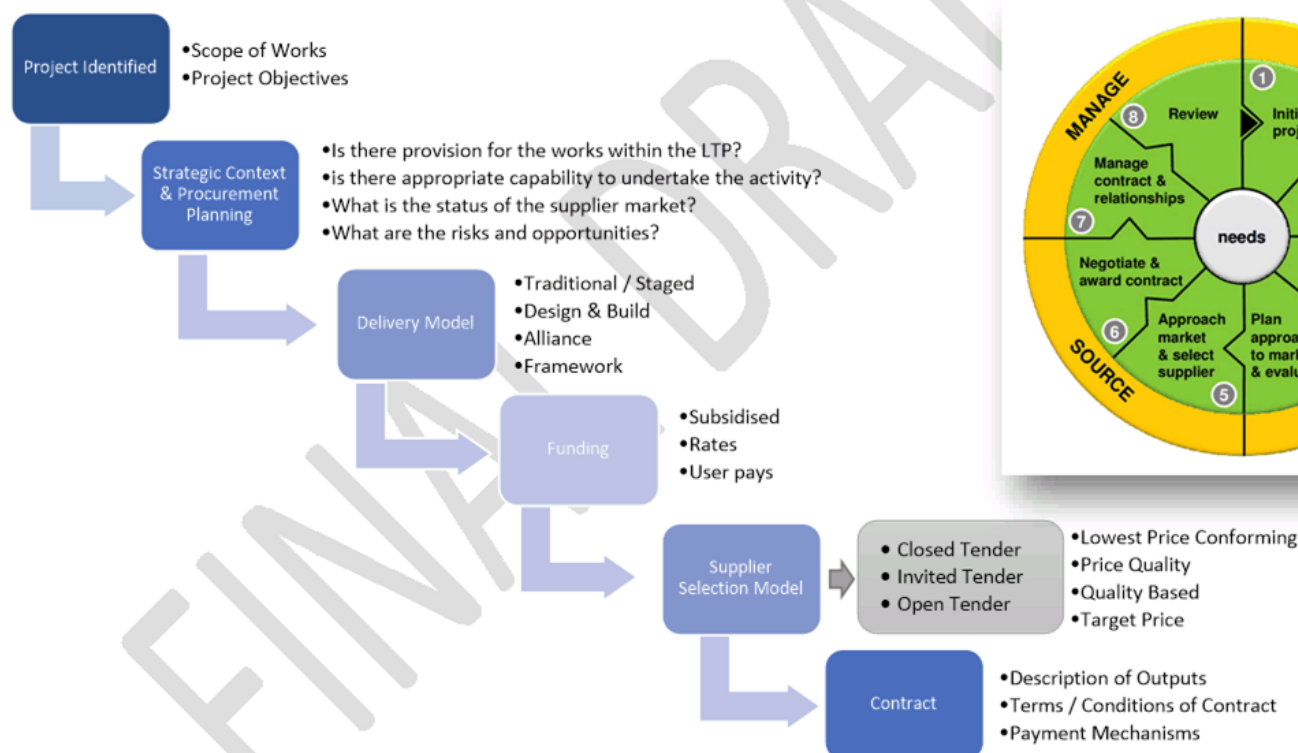 Project Identified
•Scope of Works
•Project Objectives
Strategic Context
& Procurement
Planning
•Is there provision for the works within the LTP?
•is there appropriate capability to undertake the activity?
•What is the status of the supplier market?
•What are the risks and opportunities?
Delivery Model
•Traditional / Staged
•Design & Build
•Alliance
•Framework
Funding
•Subsidised
•Rates
•User pays
Supplier
Selection Model
• Closed Tender
• Invited Tender
• Open Tender
•Lowest Price Conforming
•Price Quality
•Quality Based
•Target Price
Contract
•Description of Outputs
•Terms / Conditions of Contract
•Payment Mechanisms
MANAGE
SOURCE
needs
1
8
Review
Manage
contract &
relationships
7
Negotiate &
award contract
6
Approach
market
& select
supplier
5
Plan
to
& 
FINAL